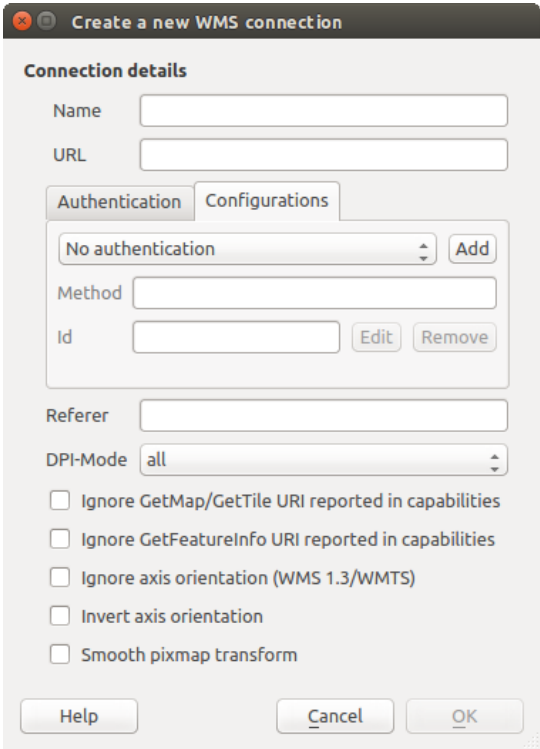 Create a new WMS connection
Connection details
Name
URL
Authentication Configurations
No authentication Add
Method
Id Edit Remove
Referer
DPI-Mode all
Ignore GetMap/GetTile URI reported in capabilities
Ignore GetFeatureInfo URI reported in capabilities
Ignore axis orientation (WMS 1.3/WMTS)
Invert axis orientation
Smooth pixmap transform
Help Cancel OK